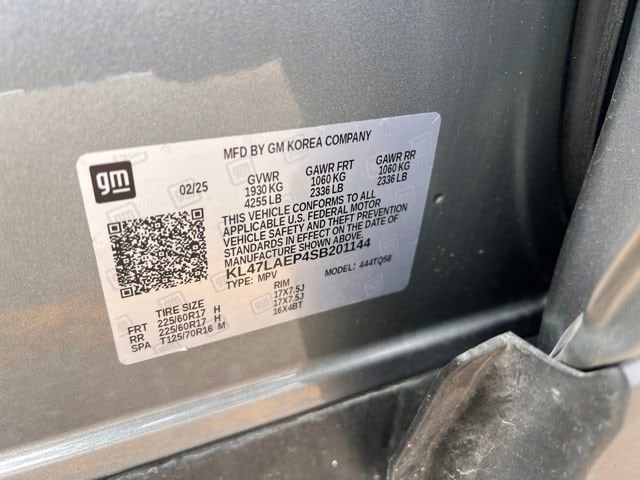 MFD BY GM KOREA COMPANY
gm
02/25
GVWR GAWR FRT GAWR RR
1930 KG 1060 KG 1060 KG
4255 LB 2336 LB 2336 LB
THIS VEHICLE CONFORMS TO ALL
APPLICABLE U.S. FEDERAL MOTOR
VEHICLE SAFETY AND THEFT PREVENTION
STANDARDS IN EFFECT ON THE DATE OF
MANUFACTURE SHOWN ABOVE.
KL47LAEP4SB201144
TYPE: MPV MODEL: 444TQ58
TIRE SIZE RIM
FRT 225/60R17 H 17X7.5J
RR 225/60R17 H 17X7.5J
SPA T125/70R16 M 16X4BT